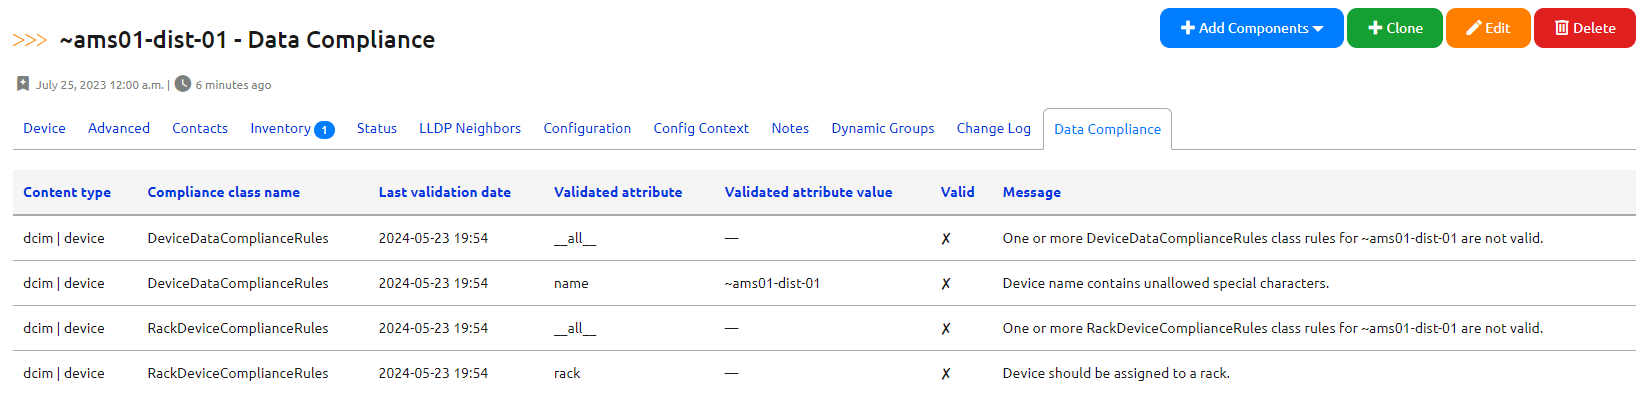 >>> ~ams01-dist-01 - Data Compliance
Add Components Clone Edit Delete
July 25, 2023 12:00 a.m. | 6 minutes ago
Device Advanced Contacts Inventory 1 Status LLDP Neighbors Configuration Config Context Notes Dynamic Groups Change Log Data Compliance
Content type Compliance class name Last validation date Validated attribute Validated attribute value Valid Message
dcim | device DeviceDataComplianceRules 2024-05-23 19:54 __all__ — ✗ One or more DeviceDataComplianceRules class rules for ~ams01-dist-01 are not valid.
dcim | device DeviceDataComplianceRules 2024-05-23 19:54 name ~ams01-dist-01 ✗ Device name contains unallowed special characters.
dcim | device RackDeviceComplianceRules 2024-05-23 19:54 __all__ — ✗ One or more RackDeviceComplianceRules class rules for ~ams01-dist-01 are not valid.
dcim | device RackDeviceComplianceRules 2024-05-23 19:54 rack — ✗ Device should be assigned to a rack.